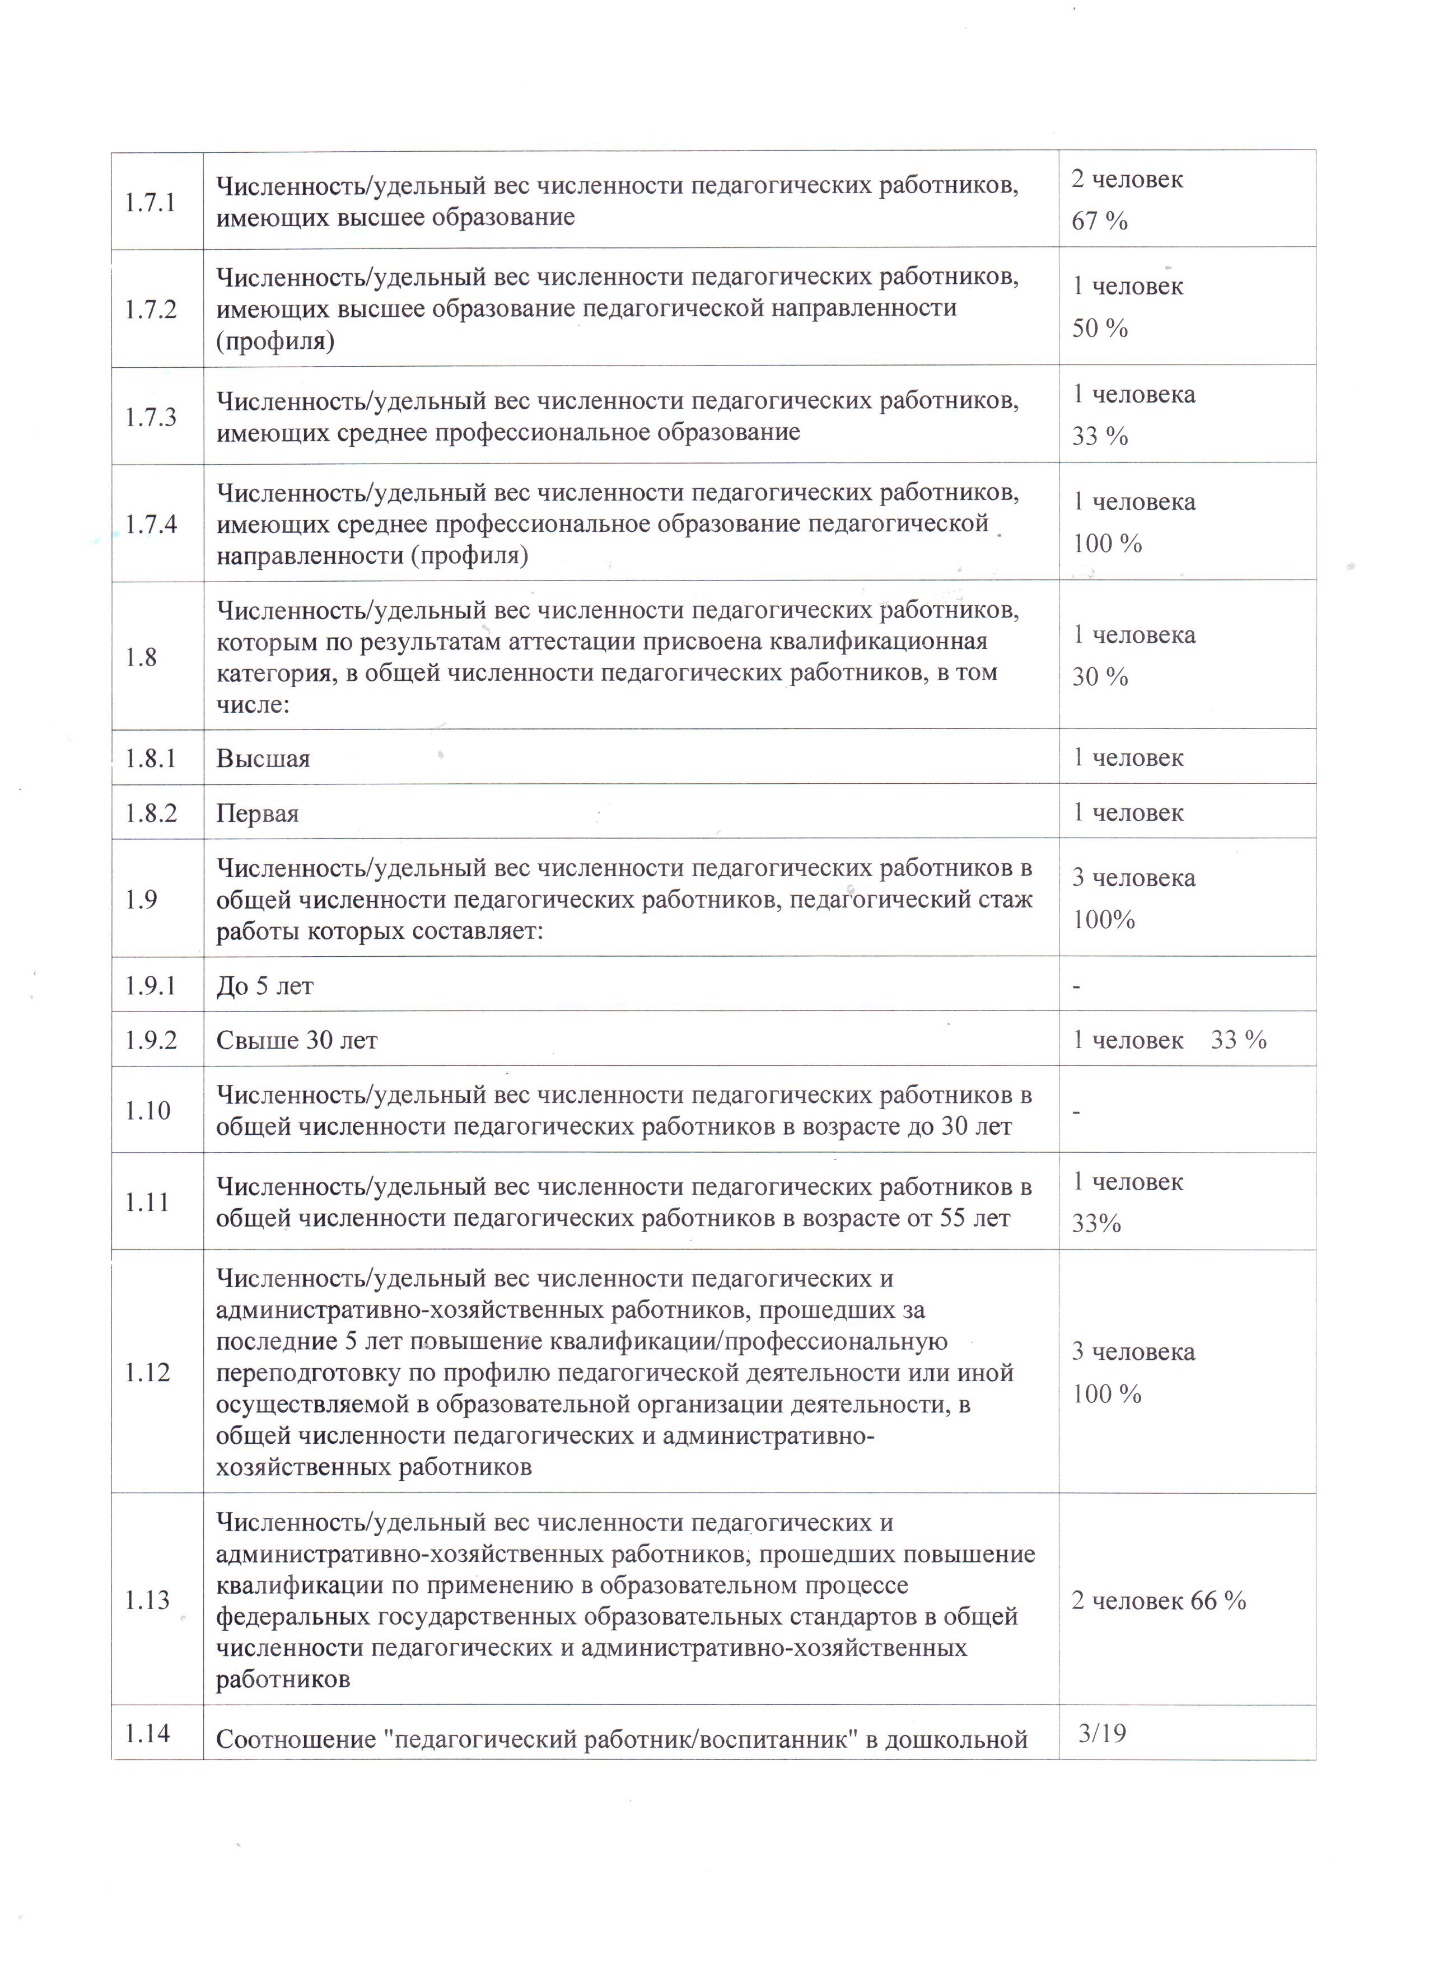 1.7.1
Численность/удельный вес численности педагогических работников,
имеющих высшее образование
2 человек
67 %
1.7.2
Численность/удельный вес численности педагогических работников,
имеющих высшее образование педагогической направленности
(профиля)
1 человек
50 %
1.7.3
Численность/удельный вес численности педагогических работников,
имеющих среднее профессиональное образование
1 человека
33 %
1.7.4
Численность/удельный вес численности педагогических работников,
имеющих среднее профессиональное образование педагогической
направленности (профиля)
1 человека
100 %
1.8
Численность/удельный вес численности педагогических работников,
которым по результатам аттестации присвоена квалификационная
категория, в общей численности педагогических работников, в том
числе:
1 человека
30 %
1.8.1 Высшая 1 человек
1.8.2 Первая 1 человек
1.9
Численность/удельный вес численности педагогических работников в
общей численности педагогических работников, педагогический стаж
работы которых составляет:
3 человека
100%
1.9.1 До 5 лет -
1.9.2 Свыше 30 лет 1 человек 33 %
1.10
Численность/удельный вес численности педагогических работников в
общей численности педагогических работников в возрасте до 30 лет
-
1.11
Численность/удельный вес численности педагогических работников в
общей численности педагогических работников в возрасте от 55 лет
1 человек
33%
1.12
Численность/удельный вес численности педагогических и
административно-хозяйственных работников, прошедших за
последние 5 лет повышение квалификации/профессиональную
переподготовку по профилю педагогической деятельности или иной
осуществляемой в образовательной организации деятельности, в
общей численности педагогических и административно-
хозяйственных работников
3 человека
100 %
1.13
Численность/удельный вес численности педагогических и
административно-хозяйственных работников, прошедших повышение
квалификации по применению в образовательном процессе
федеральных государственных образовательных стандартов в общей
численности педагогических и административно-хозяйственных
работников
2 человек 66 %
1.14 Соотношение "педагогический работник/воспитанник" в дошкольной 3/19